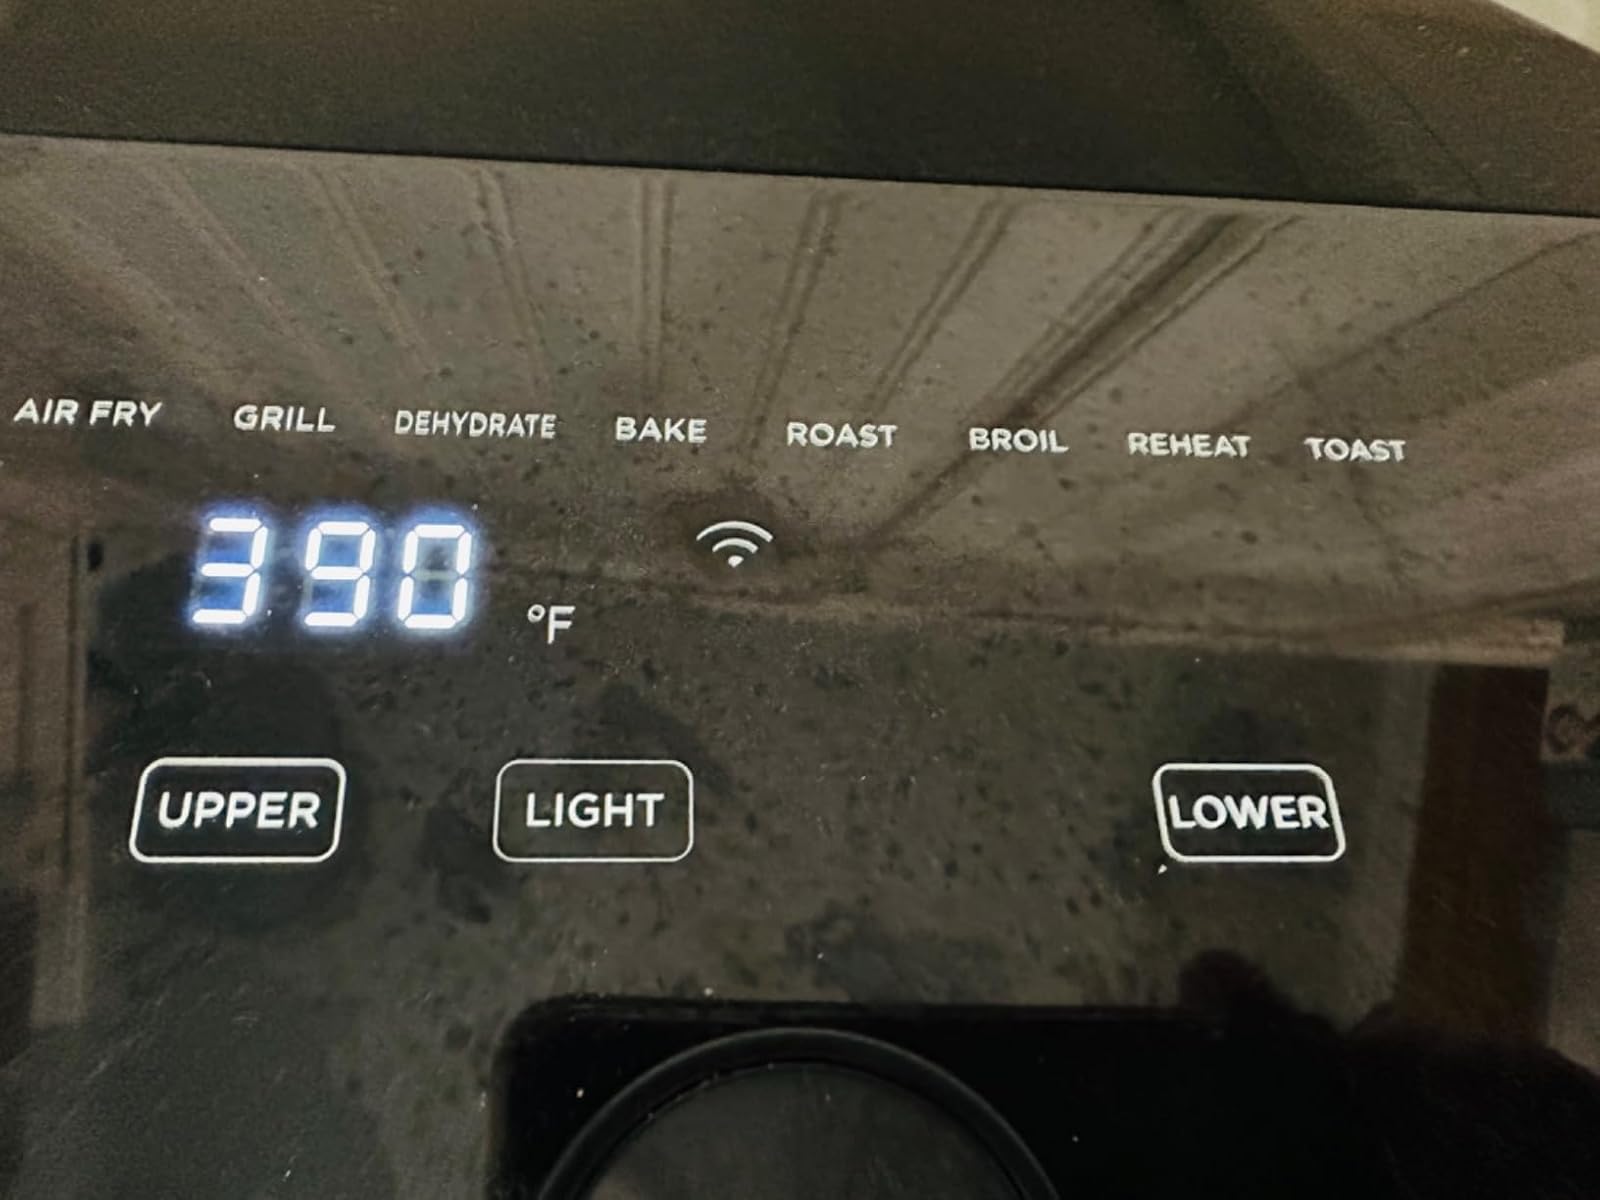 AIR FRY GRILL DEHYDRATE BAKE ROAST BROIL REHEAT TOAST
390 °F
UPPER LIGHT LOWER